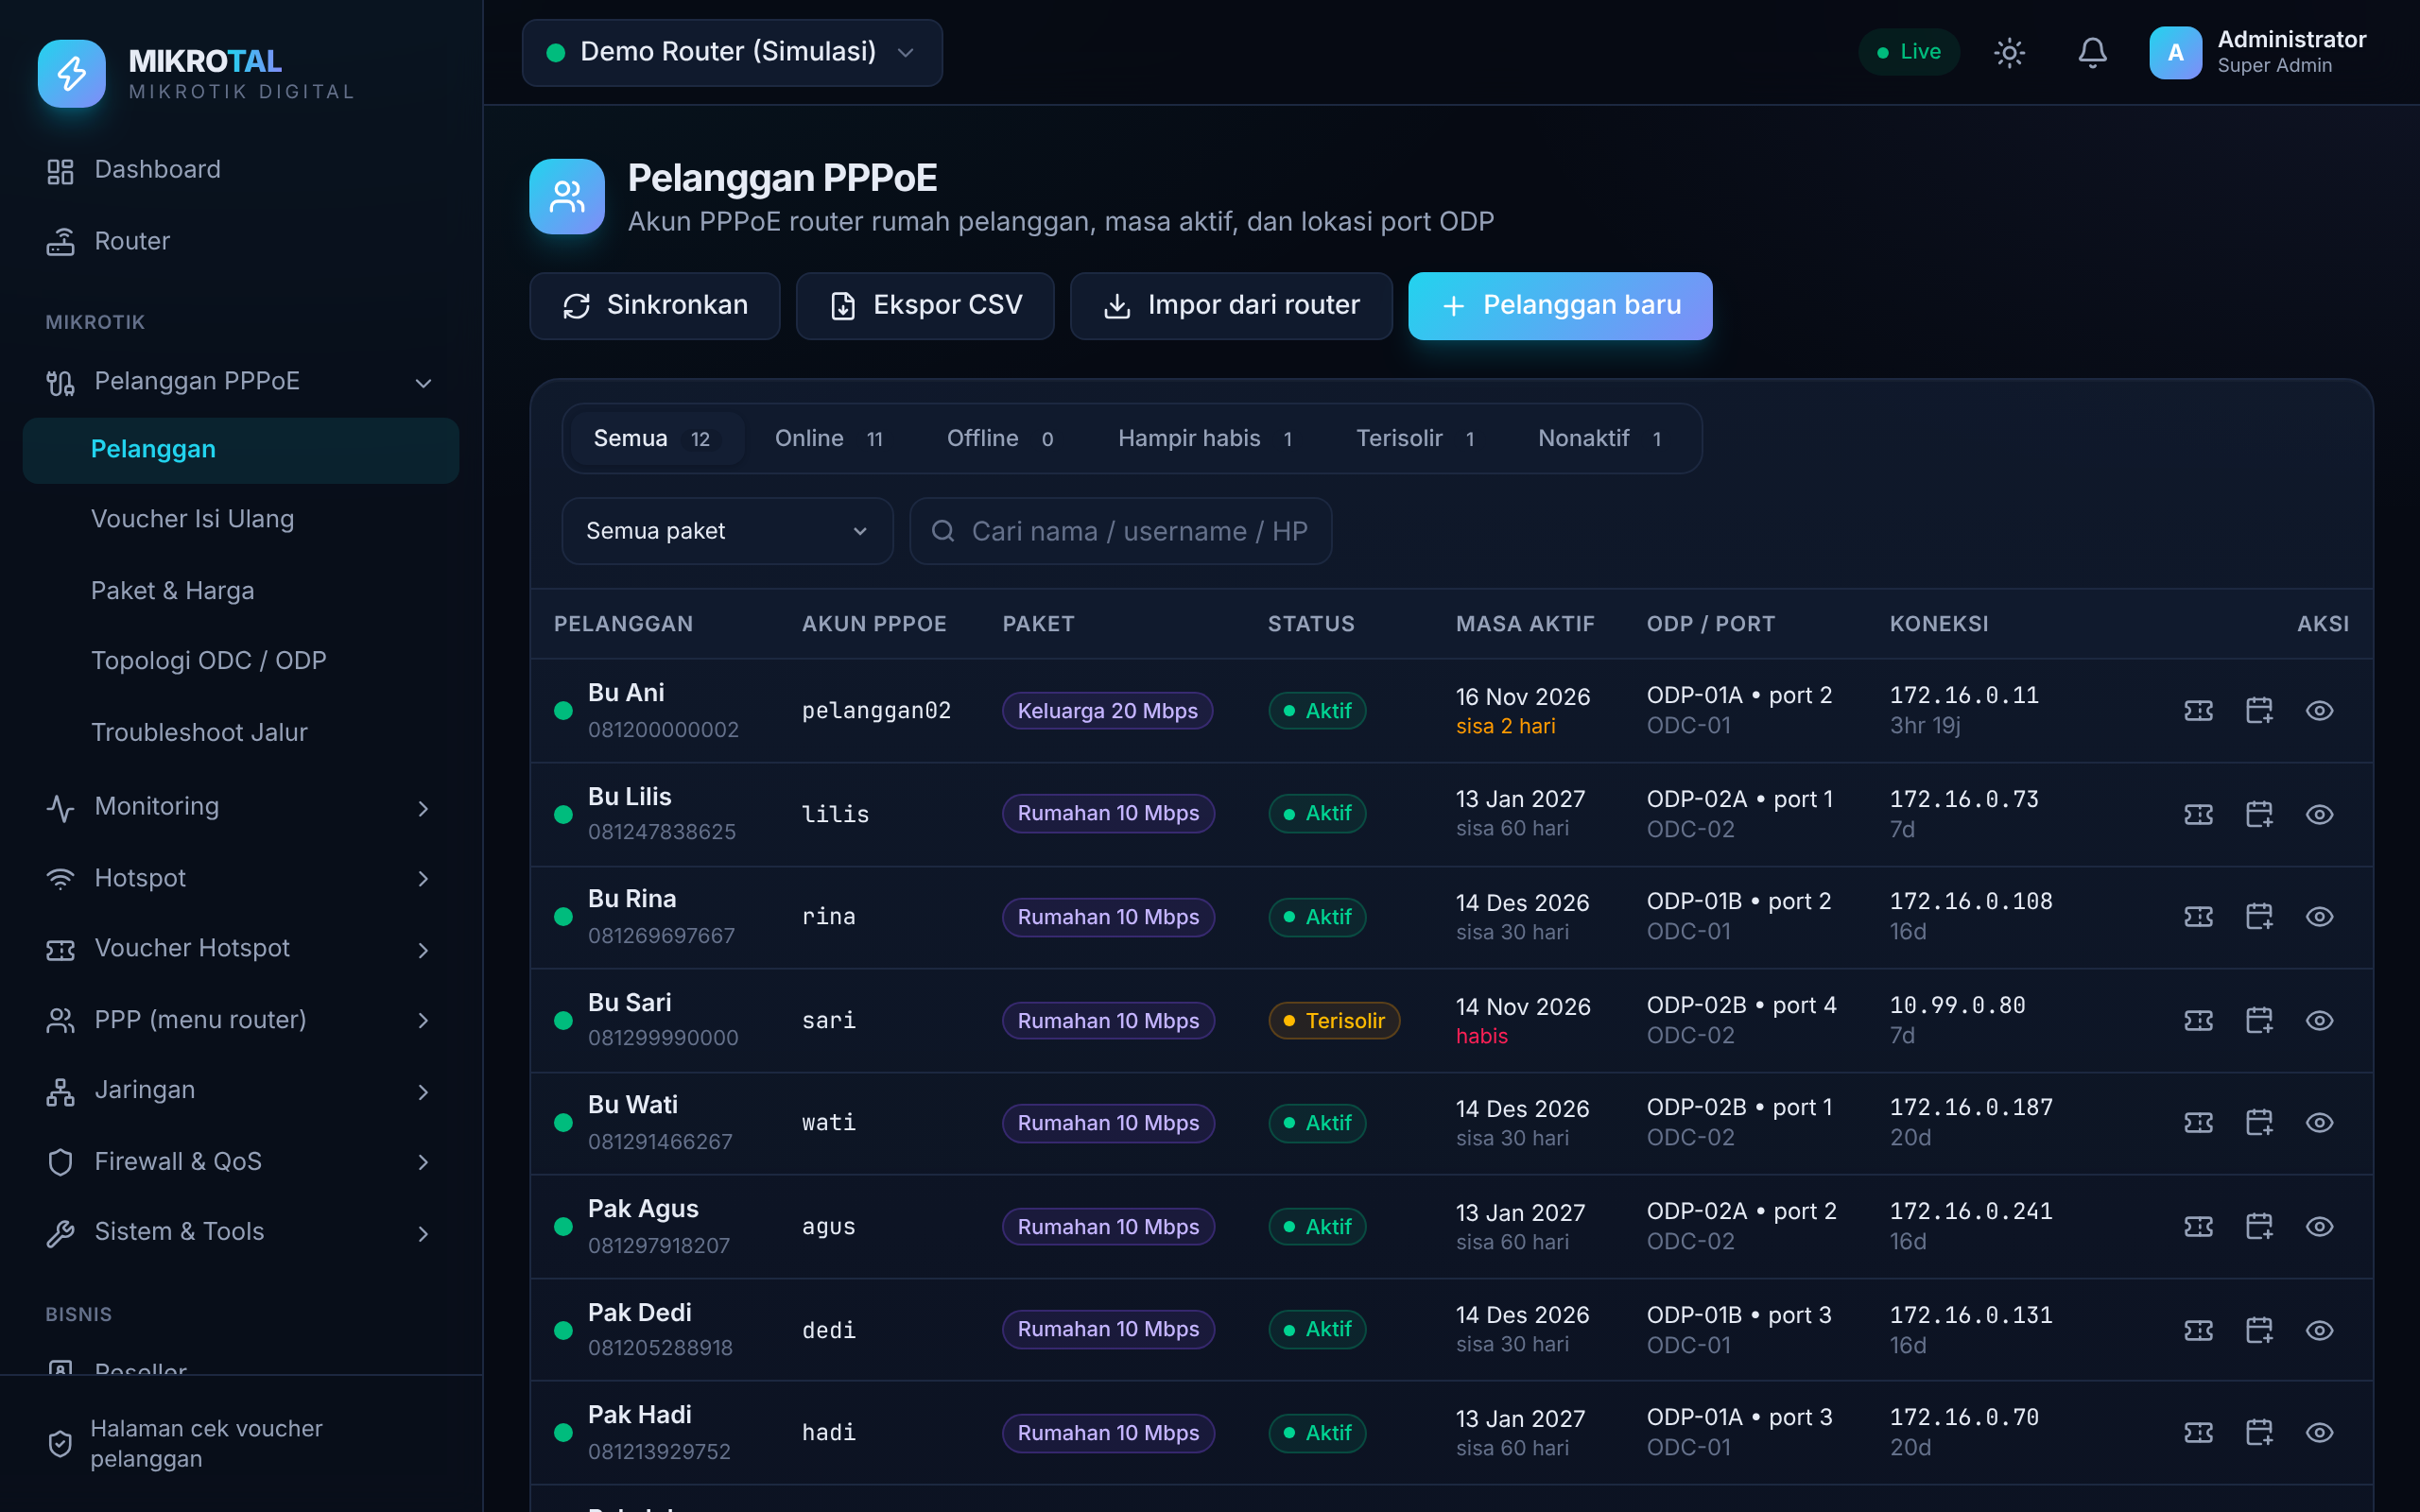 MIKROTAL
MIKROTIK DIGITAL
Dashboard
Router
MIKROTIK
Pelanggan PPPoE
Pelanggan
Voucher Isi Ulang
Paket & Harga
Topologi ODC / ODP
Troubleshoot Jalur
Monitoring
Hotspot
Voucher Hotspot
PPP (menu router)
Jaringan
Firewall & QoS
Sistem & Tools
BISNIS
Reseller
Halaman cek voucher
pelanggan
Demo Router (Simulasi)
Live
A
Administrator
Super Admin
Pelanggan PPPoE
Akun PPPoE router rumah pelanggan, masa aktif, dan lokasi port ODP
Sinkronkan
Ekspor CSV
Impor dari router
Pelanggan baru
Semua 12 Online 11 Offline 0 Hampir habis 1 Terisolir 1 Nonaktif 1
Semua paket
Cari nama / username / HP
PELANGGAN AKUN PPPOE PAKET STATUS MASA AKTIF ODP / PORT KONEKSI AKSI
Bu Ani pelanggan02 Keluarga 20 Mbps Aktif 16 Nov 2026 ODP-01A • port 2 172.16.0.11
081200000002 sisa 2 hari ODC-01 3hr 19j
Bu Lilis lilis Rumahan 10 Mbps Aktif 13 Jan 2027 ODP-02A • port 1 172.16.0.73
081247838625 sisa 60 hari ODC-02 7d
Bu Rina rina Rumahan 10 Mbps Aktif 14 Des 2026 ODP-01B • port 2 172.16.0.108
081269697667 sisa 30 hari ODC-01 16d
Bu Sari sari Rumahan 10 Mbps Terisolir 14 Nov 2026 ODP-02B • port 4 10.99.0.80
081299990000 habis ODC-02 7d
Bu Wati wati Rumahan 10 Mbps Aktif 14 Des 2026 ODP-02B • port 1 172.16.0.187
081291466267 sisa 30 hari ODC-02 20d
Pak Agus agus Rumahan 10 Mbps Aktif 13 Jan 2027 ODP-02A • port 2 172.16.0.241
081297918207 sisa 60 hari ODC-02 16d
Pak Dedi dedi Rumahan 10 Mbps Aktif 14 Des 2026 ODP-01B • port 3 172.16.0.131
081205288918 sisa 30 hari ODC-01 16d
Pak Hadi hadi Rumahan 10 Mbps Aktif 13 Jan 2027 ODP-01A • port 3 172.16.0.70
081213929752 sisa 60 hari ODC-01 20d